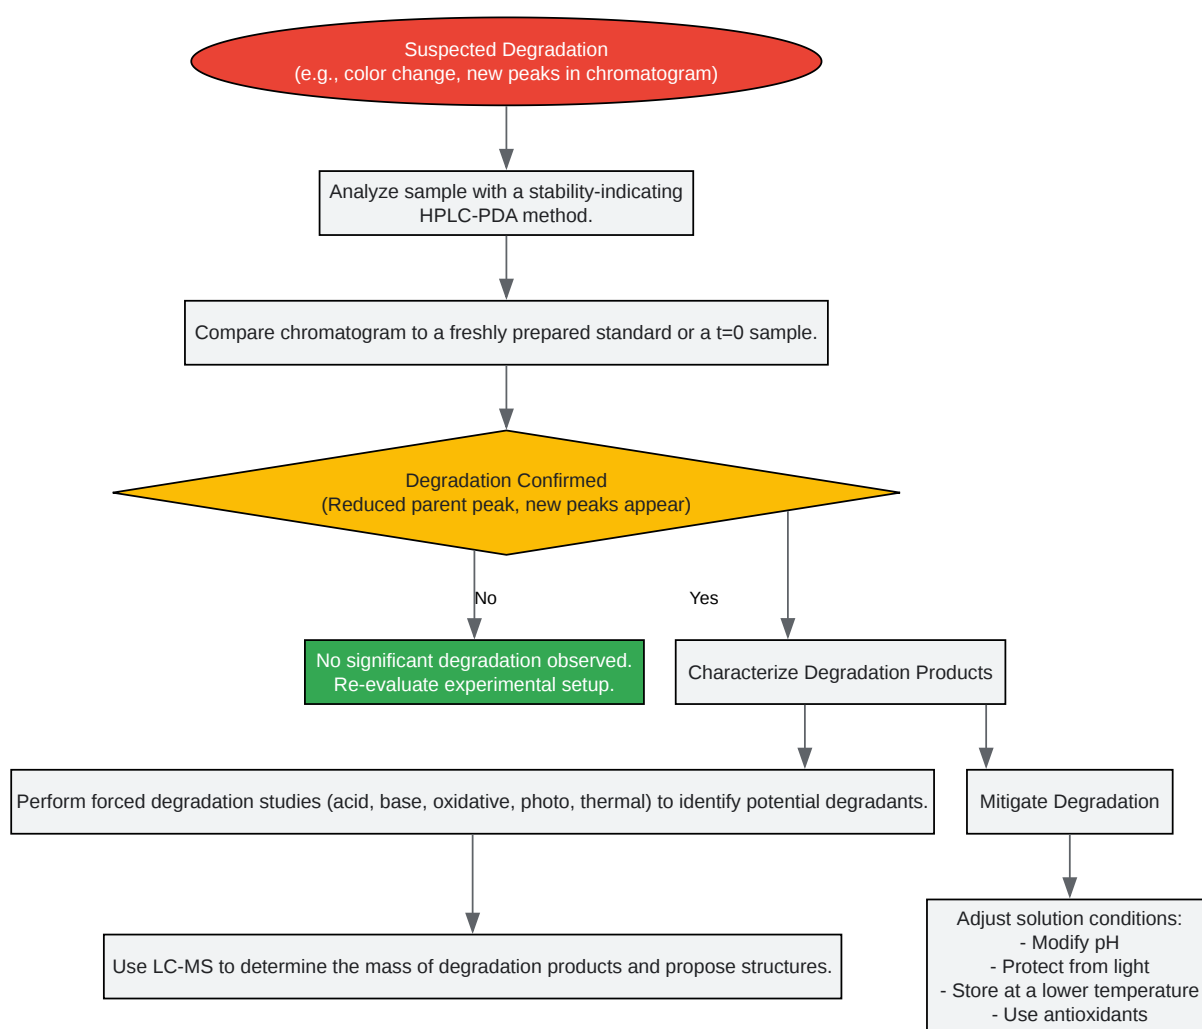 Suspected Degradation
(e.g., color change, new peaks in chromatogram)
Analyze sample with a stability-indicating
HPLC-PDA method.
Compare chromatogram to a freshly prepared standard or a t=0 sample.
Degradation Confirmed
(Reduced parent peak, new peaks appear)
No
Yes
No significant degradation observed.
Re-evaluate experimental setup.
Characterize Degradation Products
Perform forced degradation studies (acid, base, oxidative, photo, thermal) to identify potential degradants.
Mitigate Degradation
Use LC-MS to determine the mass of degradation products and propose structures.
Adjust solution conditions:
- Modify pH
- Protect from light
- Store at a lower temperature
- Use antioxidants